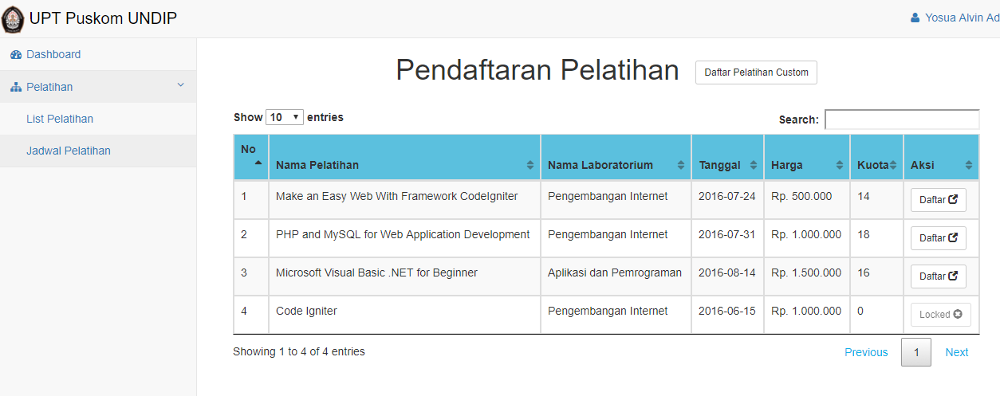 UPT Puskom UNDIP
Yosua Alvin Ad
Dashboard
Pelatihan
List Pelatihan
Jadwal Pelatihan
Pendaftaran Pelatihan Daftar Pelatihan Custom
Show 10 entries
Search:
No Nama Pelatihan Nama Laboratorium Tanggal Harga Kuota Aksi
1 Make an Easy Web With Framework CodeIgniter Pengembangan Internet 2016-07-24 Rp. 500.000 14 Daftar
2 PHP and MySQL for Web Application Development Pengembangan Internet 2016-07-31 Rp. 1.000.000 18 Daftar
3 Microsoft Visual Basic .NET for Beginner Aplikasi dan Pemrograman 2016-08-14 Rp. 1.500.000 16 Daftar
4 Code Igniter Pengembangan Internet 2016-06-15 Rp. 1.000.000 0 Locked
Showing 1 to 4 of 4 entries
Previous 1 Next